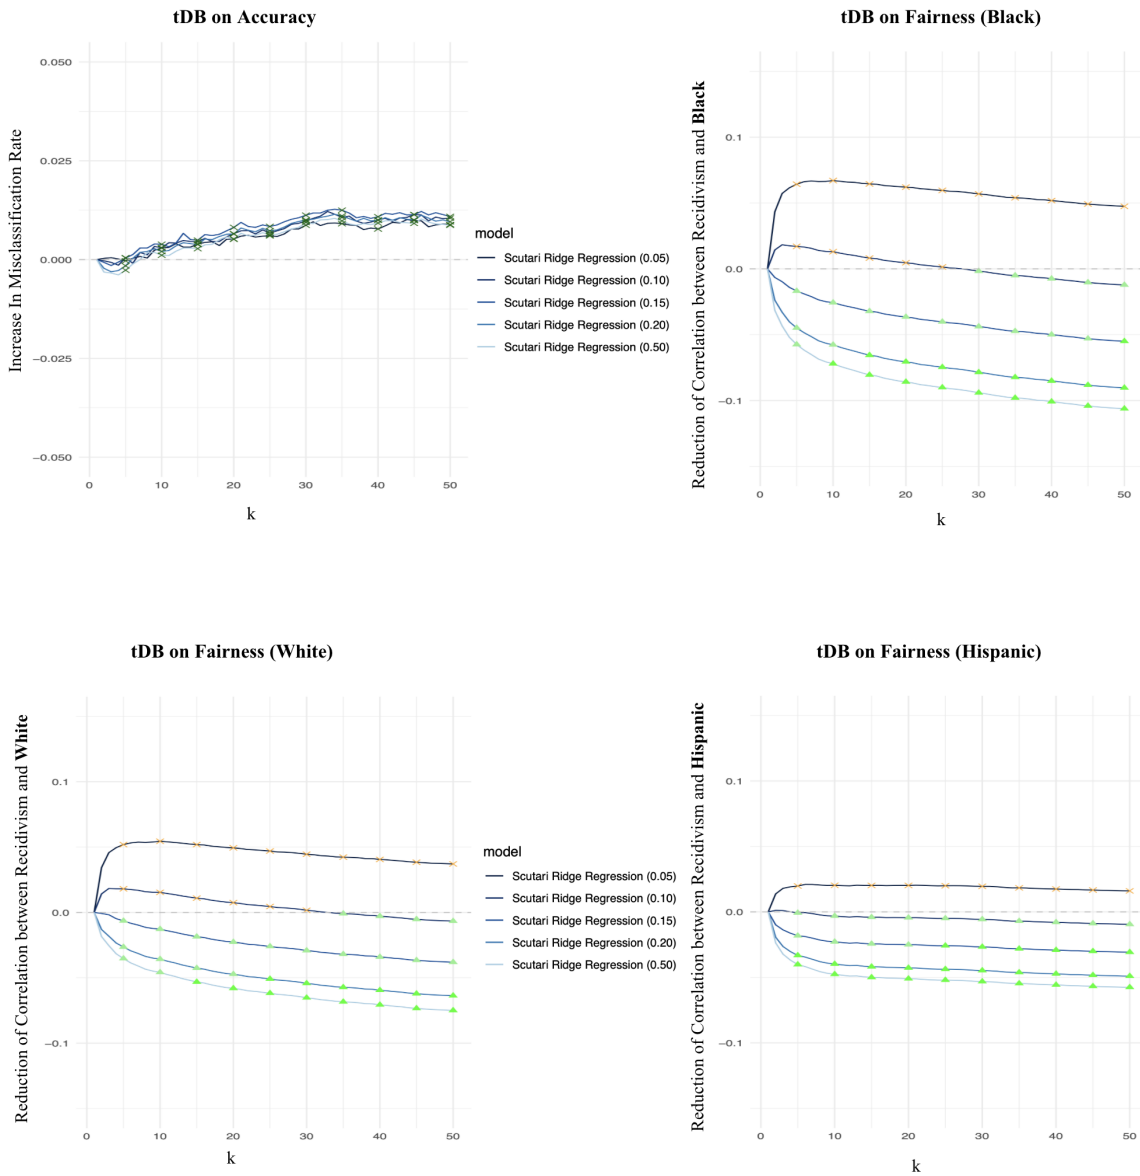 tDB on Accuracy
Increase In Misclassification Rate
0.050
0.025
0.000
−0.025
−0.050
0 10 20 30 40 50
k
model
Scutari Ridge Regression (0.05)
Scutari Ridge Regression (0.10)
Scutari Ridge Regression (0.15)
Scutari Ridge Regression (0.20)
Scutari Ridge Regression (0.50)
tDB on Fairness (Black)
Reduction of Correlation between Recidivism and Black
0.1
0.0
−0.1
0 10 20 30 40 50
k
tDB on Fairness (White)
Reduction of Correlation between Recidivism and White
0.1
0.0
−0.1
0 10 20 30 40 50
k
model
Scutari Ridge Regression (0.05)
Scutari Ridge Regression (0.10)
Scutari Ridge Regression (0.15)
Scutari Ridge Regression (0.20)
Scutari Ridge Regression (0.50)
tDB on Fairness (Hispanic)
Reduction of Correlation between Recidivism and Hispanic
0.1
0.0
−0.1
0 10 20 30 40 50
k